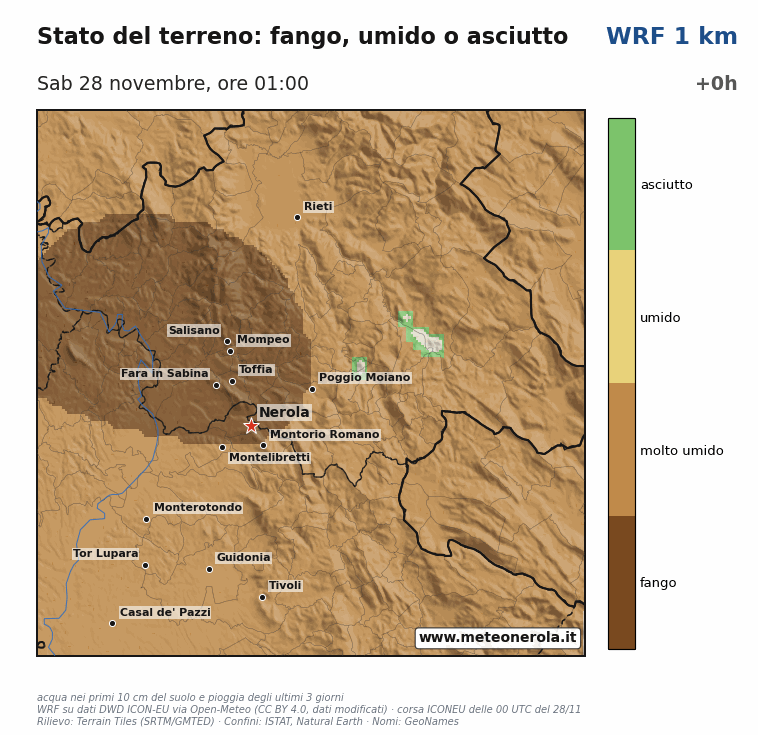 Stato del terreno: fango, umido o asciutto
WRF 1 km
Sab 28 novembre, ore 01:00
+0h
asciutto
umido
molto umido
fango
Rieti
Salisano
Mompeo
Toffia
Fara in Sabina
Poggio Moiano
Nerola
Montorio Romano
Montelibretti
Monterotondo
Tor Lupara
Guidonia
Tivoli
Casal de' Pazzi
www.meteonerola.it
acqua nei primi 10 cm del suolo e pioggia degli ultimi 3 giorni
WRF su dati DWD ICON-EU via Open-Meteo (CC BY 4.0, dati modificati) · corsa ICONEU delle 00 UTC del 28/11
Rilievo: Terrain Tiles (SRTM/GMTED) · Confini: ISTAT, Natural Earth · Nomi: GeoNames